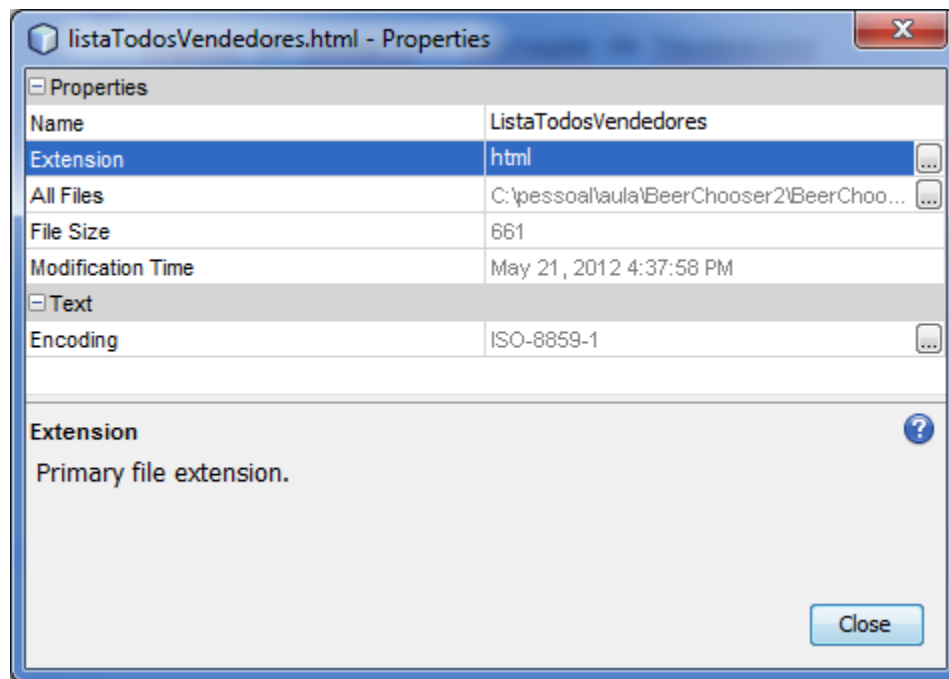 listaTodosVendedores.html - Properties
Properties
Name ListaTodosVendedores
Extension html ...
All Files C:\pessoal\aula\BeerChooser2\BeerChoo... ...
File Size 661
Modification Time May 21, 2012 4:37:58 PM
Text
Encoding ISO-8859-1 ...
Extension
Primary file extension.
Close